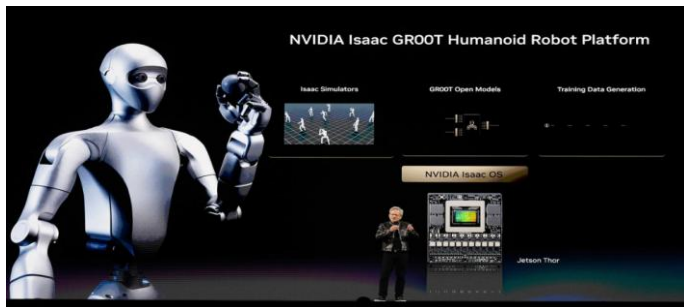 NVIDIA Isaac GR00T Humanoid Robot Platform
Isaac Simulators
GR00T Open Models
Training Data Generation
NVIDIA Isaac OS
Jetson Thor